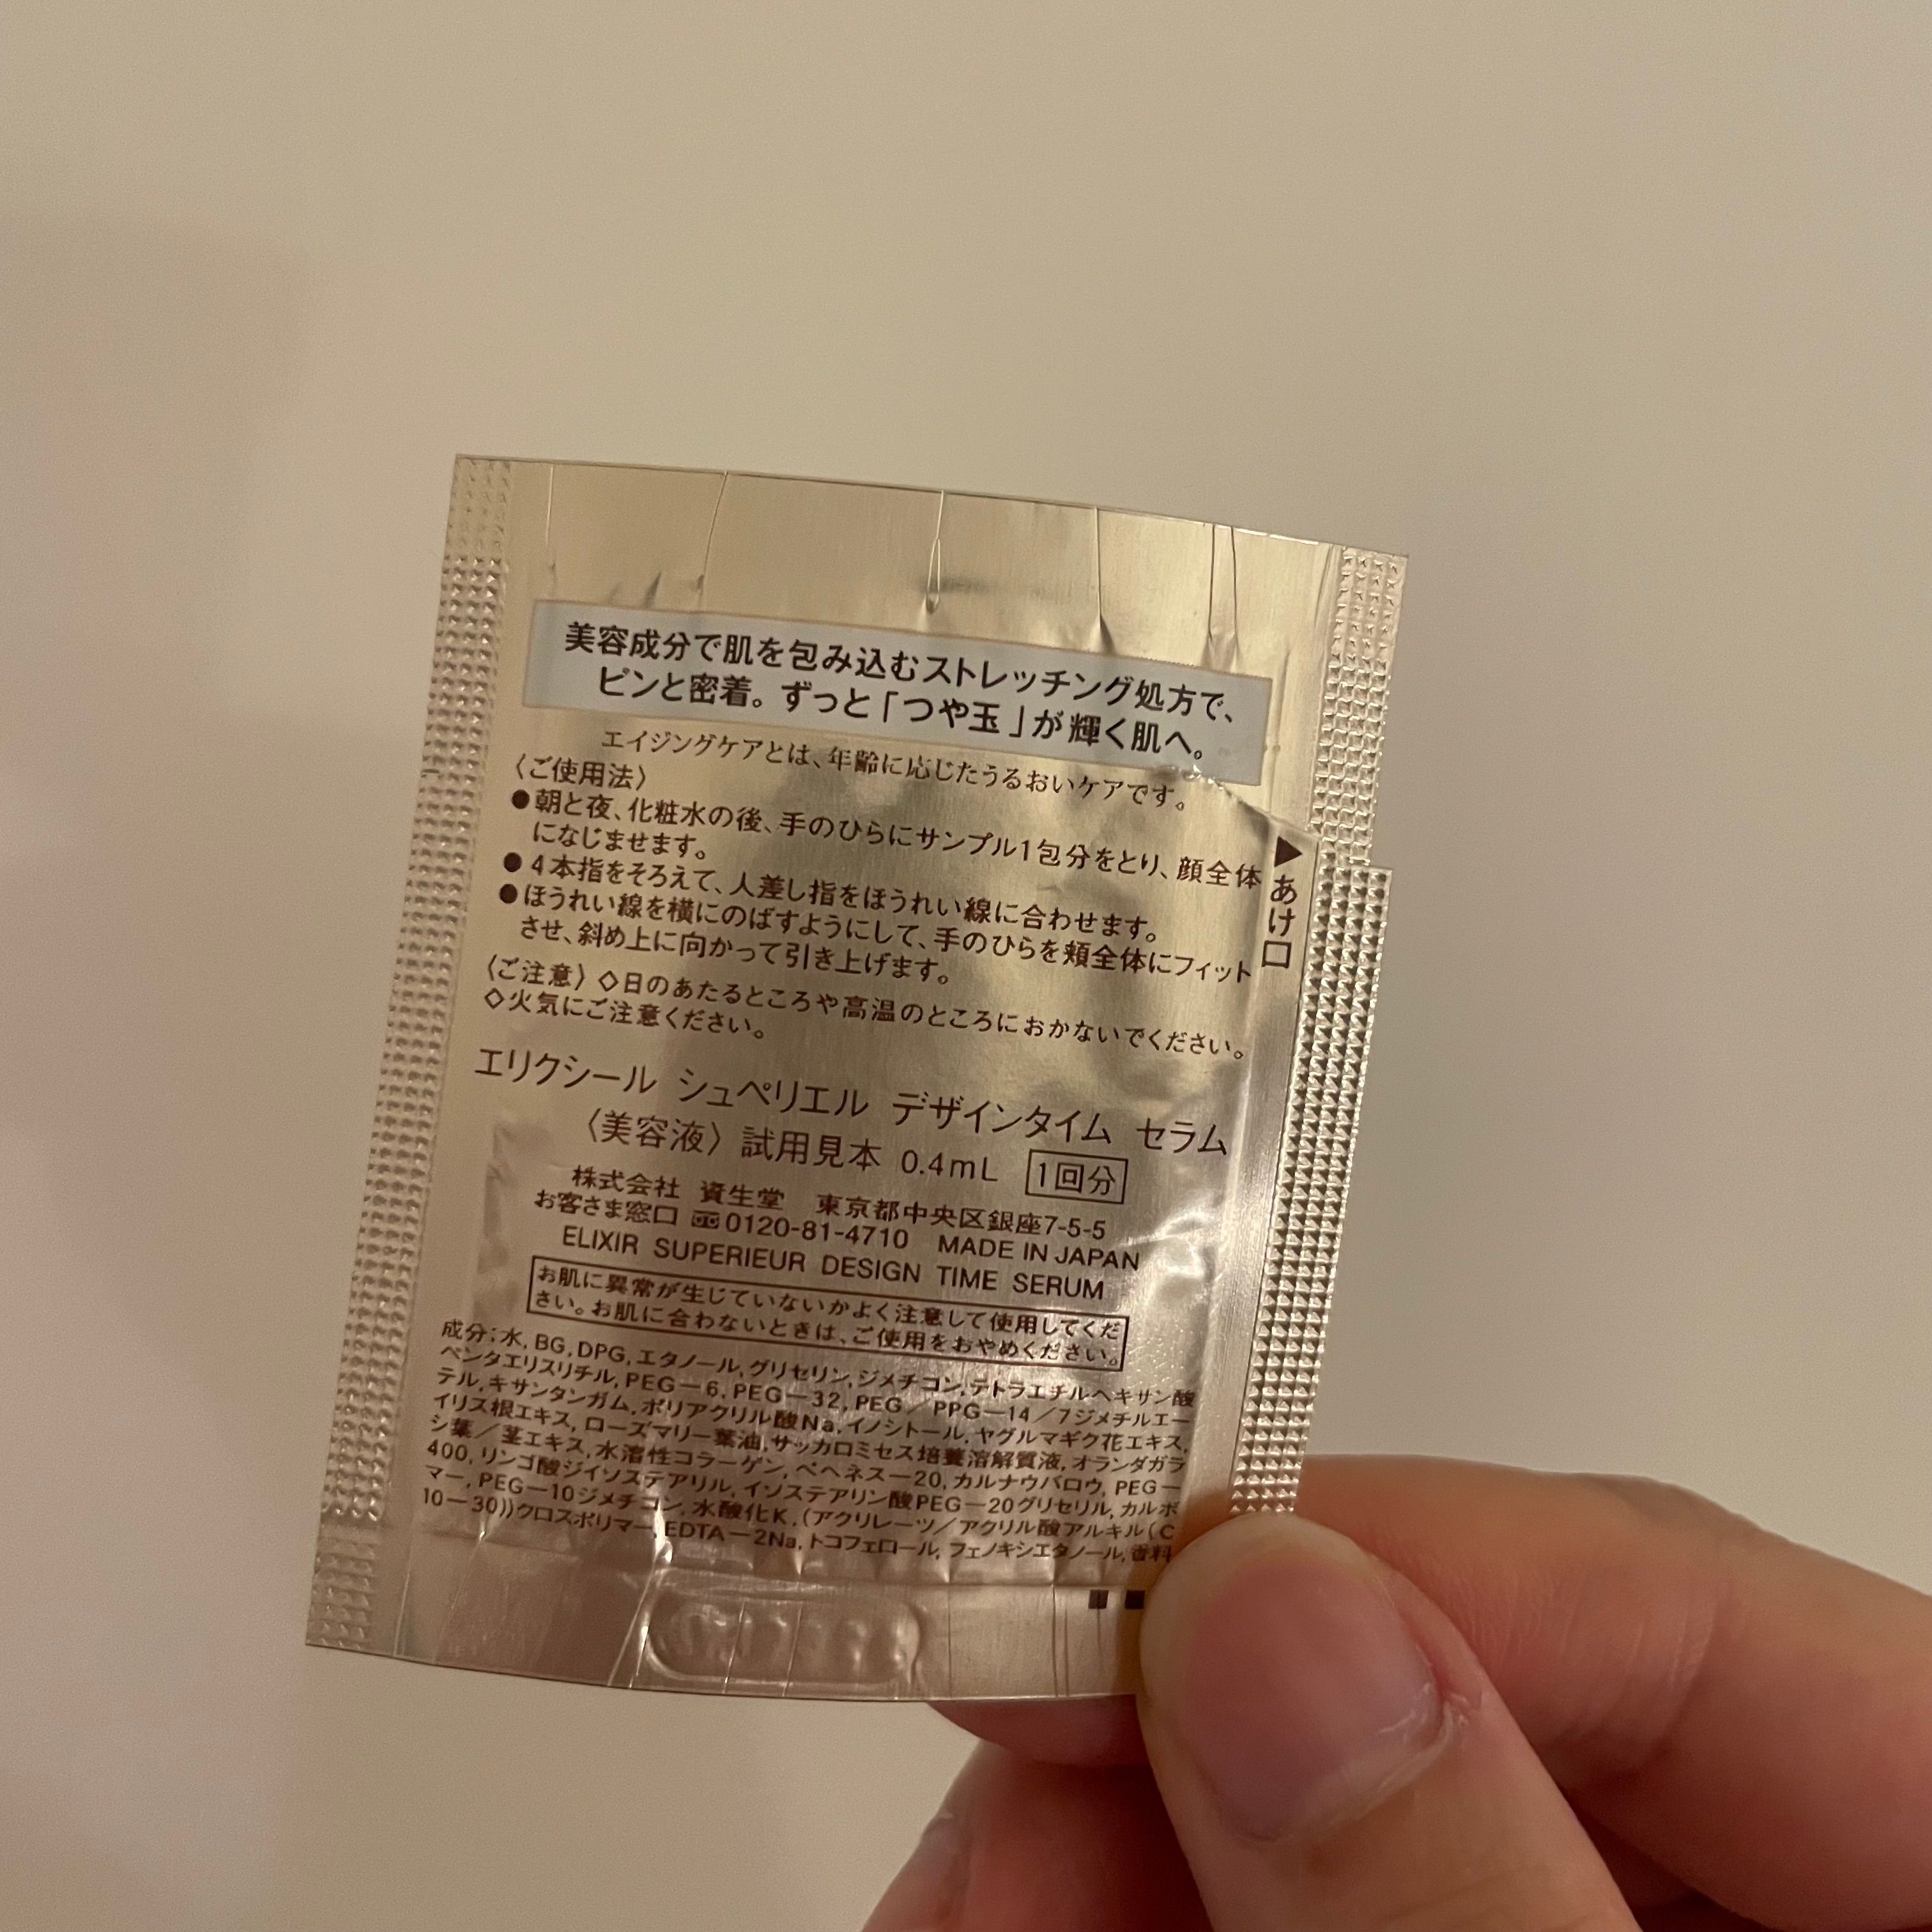 美容成分で肌を包み込むストレッチング処方で、
ピンと密着。ずっと「つや玉」が輝く肌へ。
エイジングケアとは、年齢に応じたうるおいケアです。
〈ご使用法〉
●朝と夜、化粧水の後、手のひらにサンプル1包分をとり、顔全体
になじませます。
●4本指をそろえて、人差し指をほうれい線に合わせます。
●ほうれい線を横にのばすようにして、手のひらを頬全体にフィット
させ、斜め上に向かって引き上げます。
〈ご注意〉◇日のあたるところや高温のところにおかないでください。
◇火気にご注意ください。
▶あけ口
エリクシール シュペリエル デザインタイム セラム
〈美容液〉試用見本 0.4mL 1回分
株式会社 資生堂 東京都中央区銀座7-5-5
お客さま窓口 0120-81-4710 MADE IN JAPAN
ELIXIR SUPERIEUR DESIGN TIME SERUM
お肌に異常が生じていないかよく注意して使用してくだ
さい。お肌に合わないときは、ご使用をおやめください。
成分;水,BG,DPG,エタノール,グリセリン,ジメチコン,テトラエチルヘキサン酸
ペンタエリスリチル,PEG-6,PEG-32,PEG/PPG-14/7ジメチルエー
テル,キサンタンガム,ポリアクリル酸Na,イノシトール,ヤグルマギク花エキス,
イリス根エキス,ローズマリー葉油,サッカロミセス培養溶解質液,オランダガラ
シ葉/茎エキス,水溶性コラーゲン,ベヘネス-20,カルナウバロウ,PEG-
400,リンゴ酸ジイソステアリル,イソステアリン酸PEG-20グリセリル,カルボ
マー,PEG-10ジメチコン,水酸化K,(アクリレーツ/アクリル酸アルキル(C
10-30))クロスポリマー,EDTA-2Na,トコフェロール,フェノキシエタノール,香料